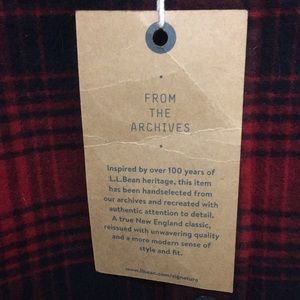 FROM
THE
ARCHIVES
Inspired by over 100 years of
L.L.Bean heritage, this item
has been handselected from
our archives and recreated with
authentic attention to detail.
A true New England classic,
reissued with unwavering quality
and a more modern sense of
style and fit.
www.llbean.com/signature